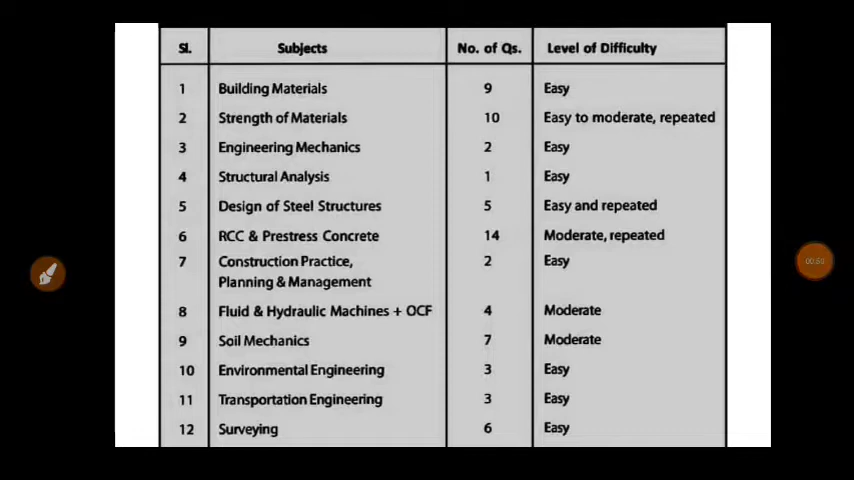 Sl. Subjects No. of Qs. Level of Difficulty
1 Building Materials 9 Easy
2 Strength of Materials 10 Easy to moderate, repeated
3 Engineering Mechanics 2 Easy
4 Structural Analysis 1 Easy
5 Design of Steel Structures 5 Easy and repeated
6 RCC & Prestress Concrete 14 Moderate, repeated
7 Construction Practice, 2 Easy
Planning & Management
8 Fluid & Hydraulic Machines + OCF 4 Moderate
9 Soil Mechanics 7 Moderate
10 Environmental Engineering 3 Easy
11 Transportation Engineering 3 Easy
12 Surveying 6 Easy